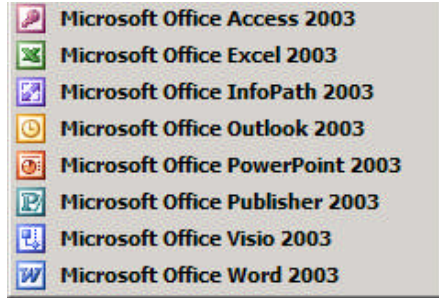 Microsoft Office Access 2003
Microsoft Office Excel 2003
Microsoft Office InfoPath 2003
Microsoft Office Outlook 2003
Microsoft Office PowerPoint 2003
Microsoft Office Publisher 2003
Microsoft Office Visio 2003
Microsoft Office Word 2003